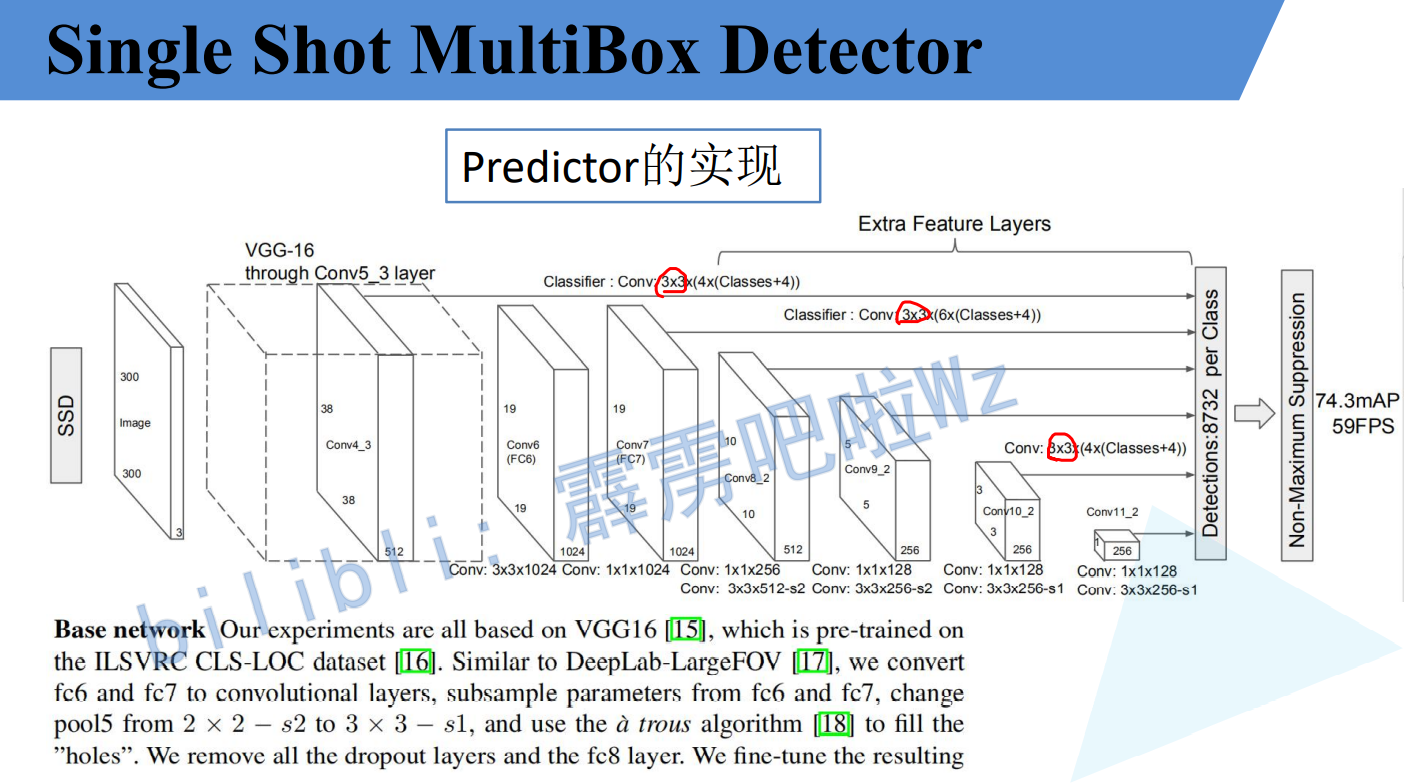 Single Shot MultiBox Detector
Predictor的实现
Extra Feature Layers
VGG-16
through Conv5_3 layer
Classifier : Conv: 3x3x(4x(Classes+4))
Classifier : Conv: 3x3x(6x(Classes+4))
SSD
300
Image
300
3
38
Conv4_3
38
512
19
Conv6
(FC6)
19
1024
19
Conv7
(FC7)
19
1024
10
Conv8_2
10
512
5
Conv9_2
5
256
Conv: 3x3x(4x(Classes+4))
3
Conv10_2
3
256
Conv11_2
1
256
Detections:8732 per Class
Non-Maximum Suppression
74.3mAP
59FPS
Conv: 3x3x1024
Conv: 1x1x1024
Conv: 1x1x256
Conv: 3x3x512-s2
Conv: 1x1x128
Conv: 3x3x256-s2
Conv: 1x1x128
Conv: 3x3x256-s1
Conv: 1x1x128
Conv: 3x3x256-s1
bilibli: 霹雳吧啦Wz
Base network Our experiments are all based on VGG16 [15], which is pre-trained on
the ILSVRC CLS-LOC dataset [16]. Similar to DeepLab-LargeFOV [17], we convert
fc6 and fc7 to convolutional layers, subsample parameters from fc6 and fc7, change
pool5 from 2 × 2 − s2 to 3 × 3 − s1, and use the à trous algorithm [18] to fill the
”holes”. We remove all the dropout layers and the fc8 layer. We fine-tune the resulting